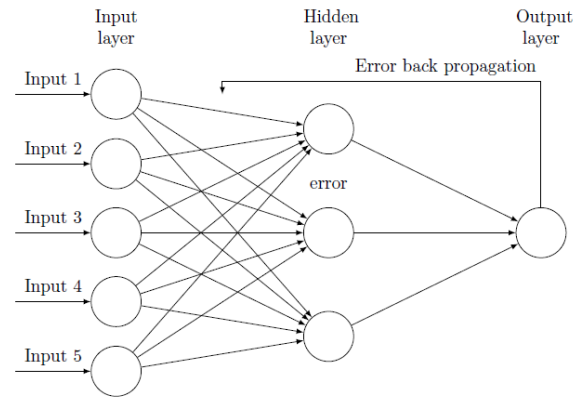 Input
layer
Hidden
layer
Output
layer
Error back propagation
Input 1
Input 2
error
Input 3
Input 4
Input 5